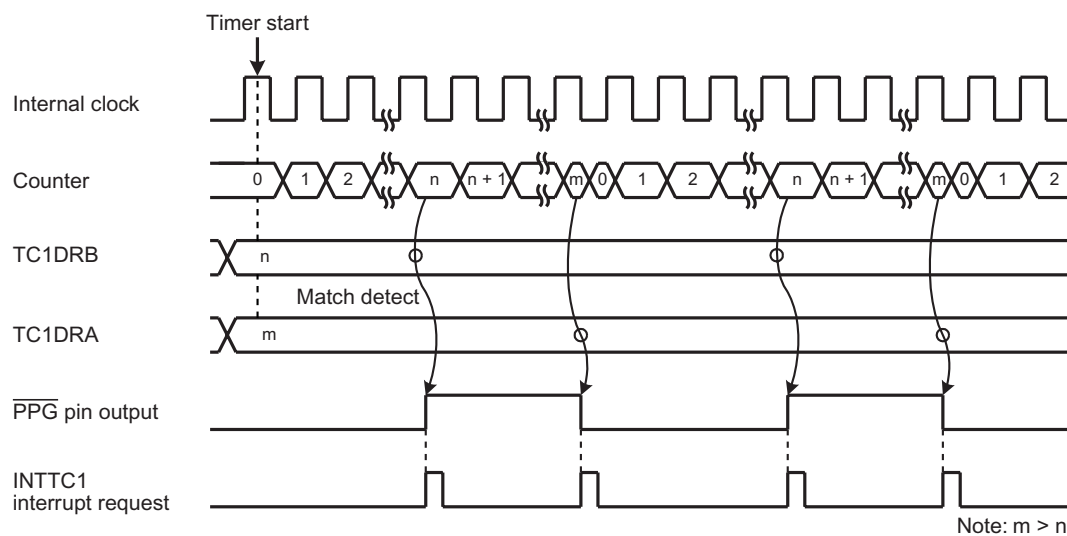 Timer start
Internal clock
Counter
0 1 2 n n + 1 m 0 1 2 n n + 1 m 0 1 2
TC1DRB
n
Match detect
TC1DRA
m
PPG pin output
INTTC1
interrupt request
Note: m > n